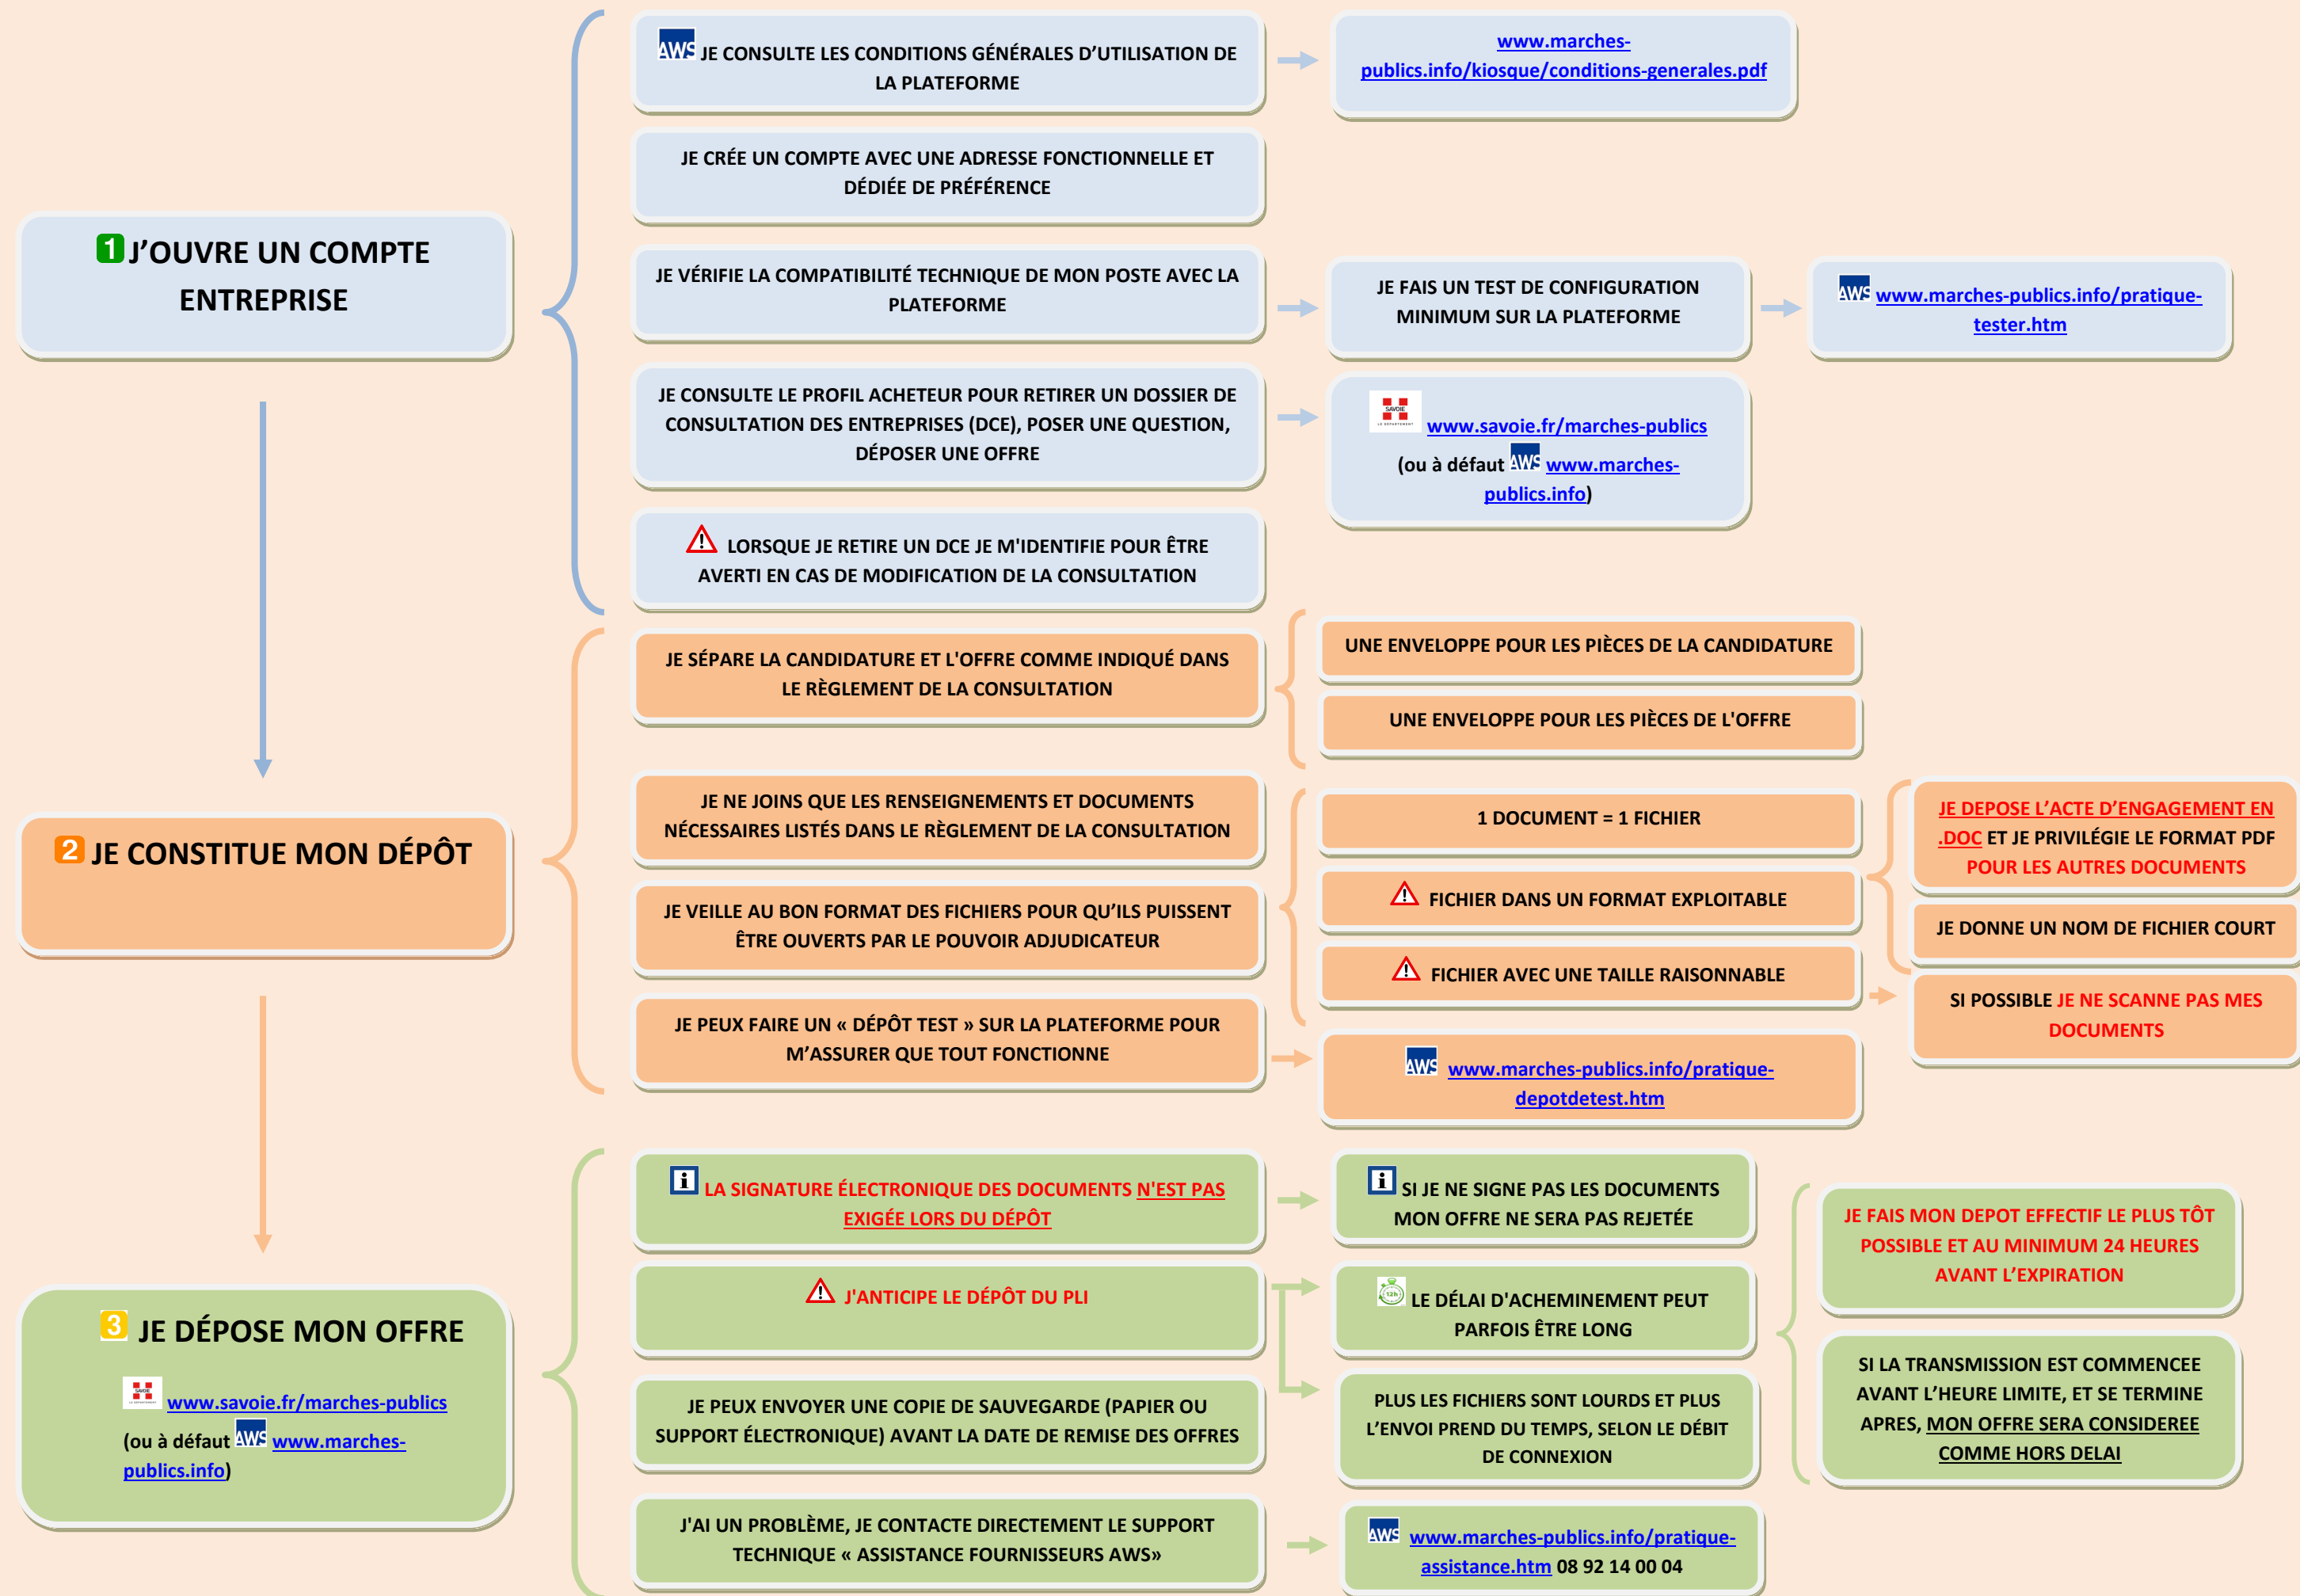 1 J’OUVRE UN COMPTE
ENTREPRISE
AWS JE CONSULTE LES CONDITIONS GÉNÉRALES D’UTILISATION DE
LA PLATEFORME
www.marches-
publics.info/kiosque/conditions-generales.pdf
JE CRÉE UN COMPTE AVEC UNE ADRESSE FONCTIONNELLE ET
DÉDIÉE DE PRÉFÉRENCE
JE VÉRIFIE LA COMPATIBILITÉ TECHNIQUE DE MON POSTE AVEC LA
PLATEFORME
JE FAIS UN TEST DE CONFIGURATION
MINIMUM SUR LA PLATEFORME
AWS www.marches-publics.info/pratique-
tester.htm
JE CONSULTE LE PROFIL ACHETEUR POUR RETIRER UN DOSSIER DE
CONSULTATION DES ENTREPRISES (DCE), POSER UNE QUESTION,
DÉPOSER UNE OFFRE
SAVOIE
LE DÉPARTEMENT
www.savoie.fr/marches-publics
(ou à défaut AWS www.marches-
publics.info)
LORSQUE JE RETIRE UN DCE JE M'IDENTIFIE POUR ÊTRE
AVERTI EN CAS DE MODIFICATION DE LA CONSULTATION
2 JE CONSTITUE MON DÉPÔT
JE SÉPARE LA CANDIDATURE ET L'OFFRE COMME INDIQUÉ DANS
LE RÈGLEMENT DE LA CONSULTATION
UNE ENVELOPPE POUR LES PIÈCES DE LA CANDIDATURE
UNE ENVELOPPE POUR LES PIÈCES DE L'OFFRE
JE NE JOINS QUE LES RENSEIGNEMENTS ET DOCUMENTS
NÉCESSAIRES LISTÉS DANS LE RÈGLEMENT DE LA CONSULTATION
JE VEILLE AU BON FORMAT DES FICHIERS POUR QU’ILS PUISSENT
ÊTRE OUVERTS PAR LE POUVOIR ADJUDICATEUR
1 DOCUMENT = 1 FICHIER
FICHIER DANS UN FORMAT EXPLOITABLE
FICHIER AVEC UNE TAILLE RAISONNABLE
JE DEPOSE L’ACTE D’ENGAGEMENT EN
.DOC ET JE PRIVILÉGIE LE FORMAT PDF
POUR LES AUTRES DOCUMENTS
JE DONNE UN NOM DE FICHIER COURT
SI POSSIBLE JE NE SCANNE PAS MES
DOCUMENTS
JE PEUX FAIRE UN « DÉPÔT TEST » SUR LA PLATEFORME POUR
M’ASSURER QUE TOUT FONCTIONNE
AWS www.marches-publics.info/pratique-
depotdetest.htm
3 JE DÉPOSE MON OFFRE
SAVOIE
LE DÉPARTEMENT
www.savoie.fr/marches-publics
(ou à défaut AWS www.marches-
publics.info)
i LA SIGNATURE ÉLECTRONIQUE DES DOCUMENTS N'EST PAS
EXIGÉE LORS DU DÉPÔT
i SI JE NE SIGNE PAS LES DOCUMENTS
MON OFFRE NE SERA PAS REJETÉE
J'ANTICIPE LE DÉPÔT DU PLI
12h LE DÉLAI D'ACHEMINEMENT PEUT
PARFOIS ÊTRE LONG
PLUS LES FICHIERS SONT LOURDS ET PLUS
L’ENVOI PREND DU TEMPS, SELON LE DÉBIT
DE CONNEXION
JE FAIS MON DEPOT EFFECTIF LE PLUS TÔT
POSSIBLE ET AU MINIMUM 24 HEURES
AVANT L’EXPIRATION
SI LA TRANSMISSION EST COMMENCEE
AVANT L’HEURE LIMITE, ET SE TERMINE
APRES, MON OFFRE SERA CONSIDEREE
COMME HORS DELAI
JE PEUX ENVOYER UNE COPIE DE SAUVEGARDE (PAPIER OU
SUPPORT ÉLECTRONIQUE) AVANT LA DATE DE REMISE DES OFFRES
J'AI UN PROBLÈME, JE CONTACTE DIRECTEMENT LE SUPPORT
TECHNIQUE « ASSISTANCE FOURNISSEURS AWS»
AWS www.marches-publics.info/pratique-
assistance.htm 08 92 14 00 04